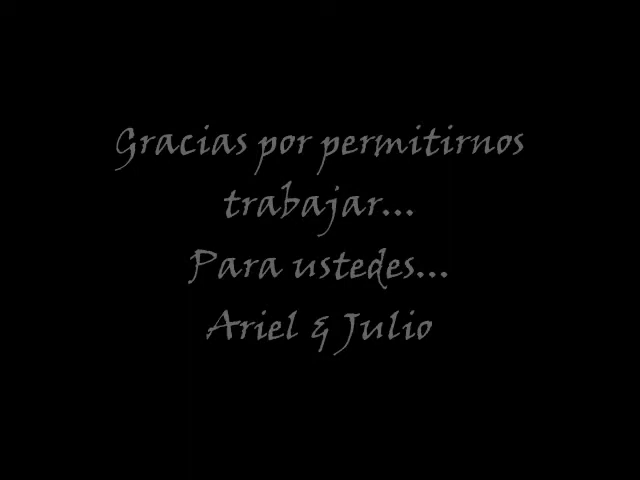 Gracias por permitirnos
trabajar...
Para ustedes...
Ariel & Julio